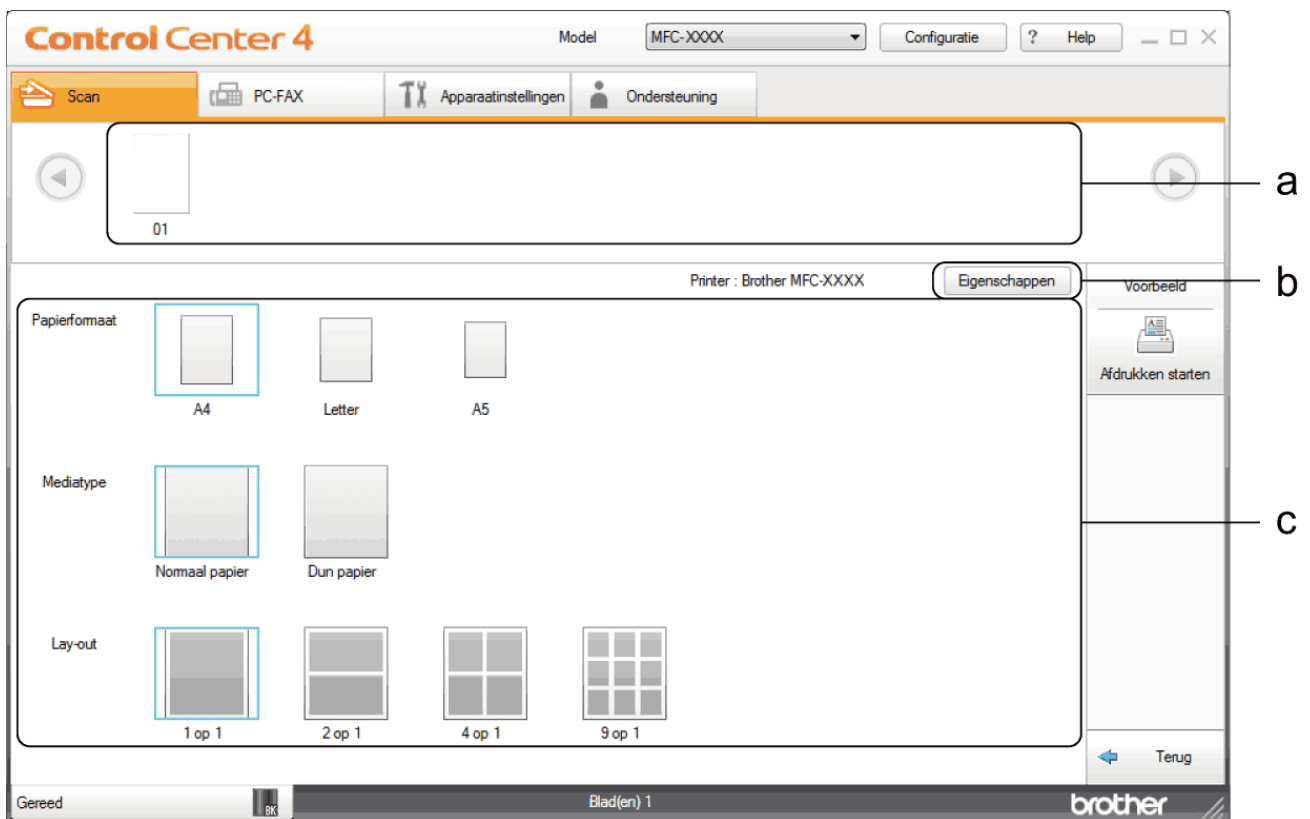 Control Center 4 Model MFC-XXXX Configuratie ? Help
Scan PC-FAX Apparaatinstellingen Ondersteuning
01
a
Printer : Brother MFC-XXXX Eigenschappen
b
Voorbeeld
Afdrukken starten
Papierformaat
A4 Letter A5
Mediatype
Normaal papier Dun papier
c
Lay-out
1 op 1 2 op 1 4 op 1 9 op 1
Terug
Gereed BK Blad(en) 1 brother